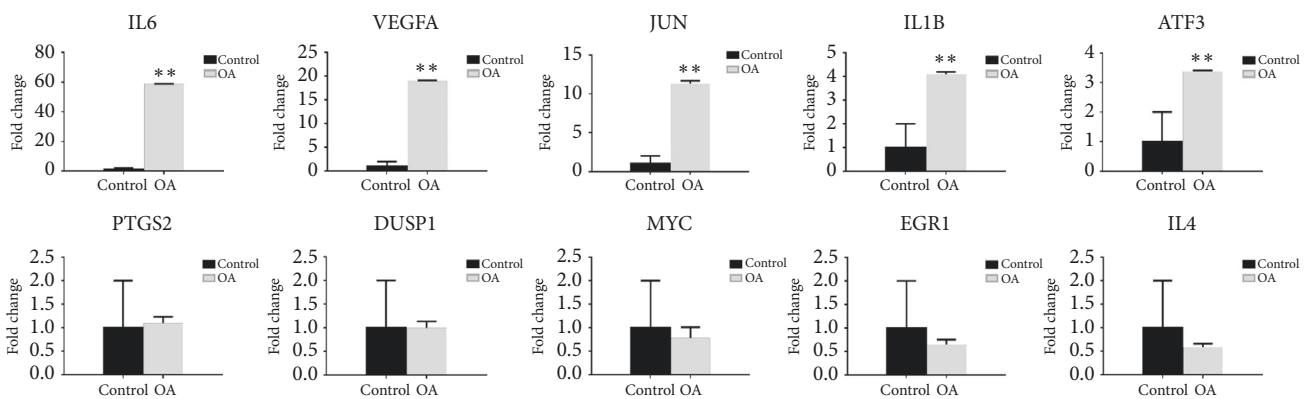 IL6
Fold change
80
60
40
20
0
**
Control
OA
Control OA
VEGFA
Fold change
25
20
15
10
5
0
**
Control
OA
Control OA
JUN
Fold change
15
10
5
0
**
Control
OA
Control OA
IL1B
Fold change
5
4
3
2
1
0
**
Control
OA
Control OA
ATF3
Fold change
4
3
2
1
0
**
Control
OA
Control OA
PTGS2
Fold change
2.5
2.0
1.5
1.0
0.5
0.0
Control
OA
Control OA
DUSP1
Fold change
2.5
2.0
1.5
1.0
0.5
0.0
Control
OA
Control OA
MYC
Fold change
2.5
2.0
1.5
1.0
0.5
0.0
Control
OA
Control OA
EGR1
Fold change
2.5
2.0
1.5
1.0
0.5
0.0
Control
OA
Control OA
IL4
Fold change
2.5
2.0
1.5
1.0
0.5
0.0
Control
OA
Control OA